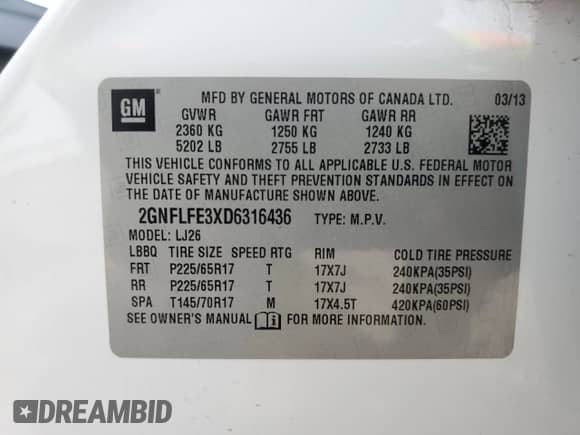 GM
MFD BY GENERAL MOTORS OF CANADA LTD. 03/13
GVWR GAWR FRT GAWR RR
2360 KG 1250 KG 1240 KG
5202 LB 2755 LB 2733 LB
THIS VEHICLE CONFORMS TO ALL APPLICABLE U.S. FEDERAL MOTOR
VEHICLE SAFETY AND THEFT PREVENTION STANDARDS IN EFFECT ON
THE DATE OF MANUFACTURE SHOWN ABOVE.
2GNFLFE3XD6316436 TYPE: M.P.V.
MODEL: LJ26
LBBQ TIRE SIZE SPEED RTG RIM COLD TIRE PRESSURE
FRT P225/65R17 T 17X7J 240KPA(35PSI)
RR P225/65R17 T 17X7J 240KPA(35PSI)
SPA T145/70R17 M 17X4.5T 420KPA(60PSI)
SEE OWNER'S MANUAL FOR MORE INFORMATION.
DREAMBID